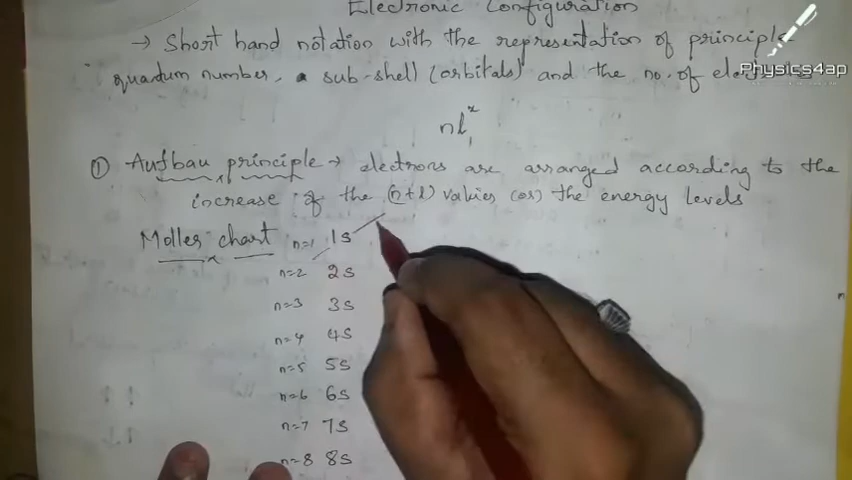 Electronic Configuration
→ Short hand notation with the representation of principle
quantum number, a sub-shell (orbitals) and the no. of
Physics4ap
nl^x
① Aufbau principle → electrons are arranged according to the
increase of the (n+l) values (or) the energy levels
Moller chart n=1 1s
n=2 2s
n=3 3s
n=4 4s
n=5 5s
n=6 6s
n=7 7s
n=8 8s
n